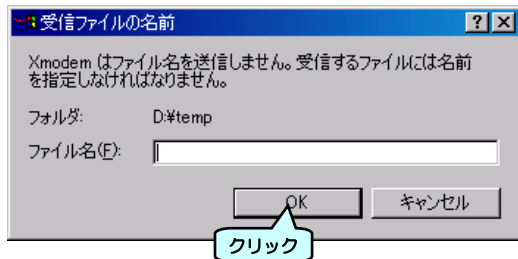 受信ファイルの名前
Xmodem はファイル名を送信しません。受信するファイルには名前
を指定しなければなりません。
フォルダ: D:¥temp
ファイル名(F):
OK キャンセル
クリック